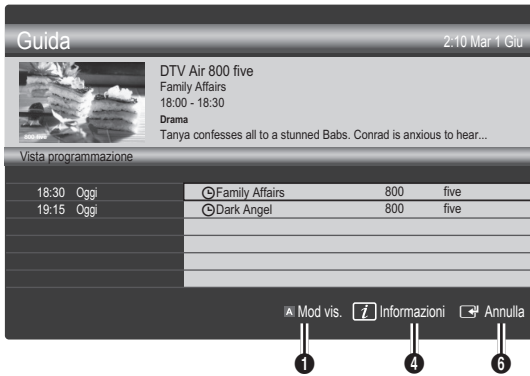 Guida 2:10 Mar 1 Giu
DTV Air 800 five
Family Affairs
18:00 - 18:30
Drama
Tanya confesses all to a stunned Babs. Conrad is anxious to hear...
Vista programmazione
18:30 Oggi Family Affairs 800 five
19:15 Oggi Dark Angel 800 five
A Mod vis. i Informazioni Annulla
1 4 6